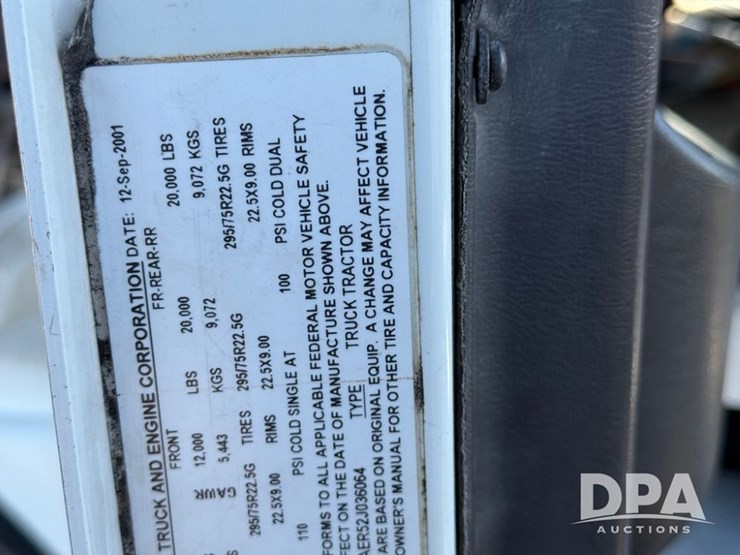 TRUCK AND ENGINE CORPORATION DATE: 12-Sep-2001
FRONT FR-REAR-RR
12,000 LBS 20,000 20,000 LBS
5,443 KGS 9,072 9,072 KGS
295/75R22.5G TIRES 295/75R22.5G 295/75R22.5G TIRES
22.5X9.00 RIMS 22.5X9.00 22.5X9.00 RIMS
110 PSI COLD SINGLE AT 100 PSI COLD DUAL
FORMS TO ALL APPLICABLE FEDERAL MOTOR VEHICLE SAFETY
FECT ON THE DATE OF MANUFACTURE SHOWN ABOVE.
AER52J036064 TYPE TRUCK TRACTOR
ARE BASED ON ORIGINAL EQUIP. A CHANGE MAY AFFECT VEHICLE
OWNER'S MANUAL FOR OTHER TIRE AND CAPACITY INFORMATION.
DPA
AUCTIONS